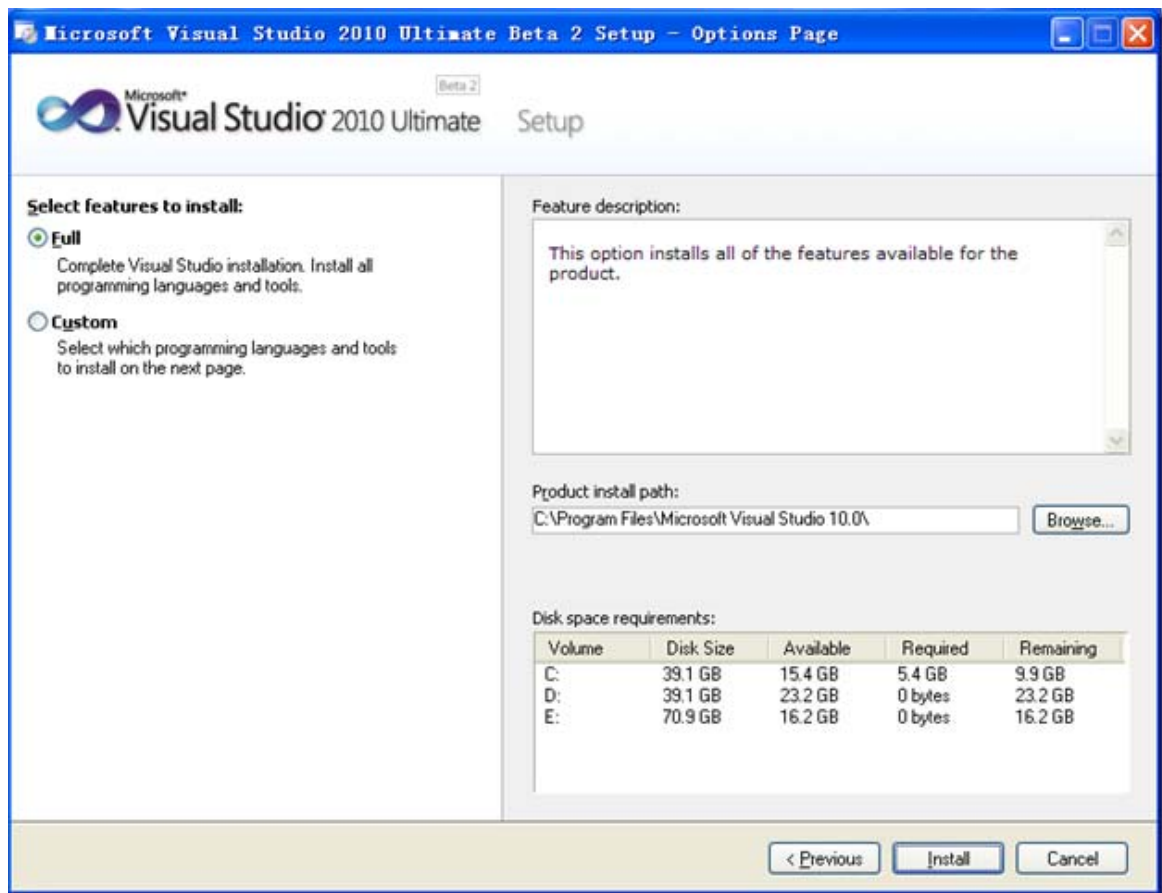 Microsoft Visual Studio 2010 Ultimate Beta 2 Setup - Options Page
Beta 2
Microsoft®
Visual Studio® 2010 Ultimate Setup
Select features to install:
Full
Complete Visual Studio installation. Install all
programming languages and tools.
Custom
Select which programming languages and tools
to install on the next page.
Feature description:
This option installs all of the features available for the
product.
Product install path:
C:\Program Files\Microsoft Visual Studio 10.0\
Browse...
Disk space requirements:
Volume Disk Size Available Required Remaining
C: 39.1 GB 15.4 GB 5.4 GB 9.9 GB
D: 39.1 GB 23.2 GB 0 bytes 23.2 GB
E: 70.9 GB 16.2 GB 0 bytes 16.2 GB
< Previous Install Cancel